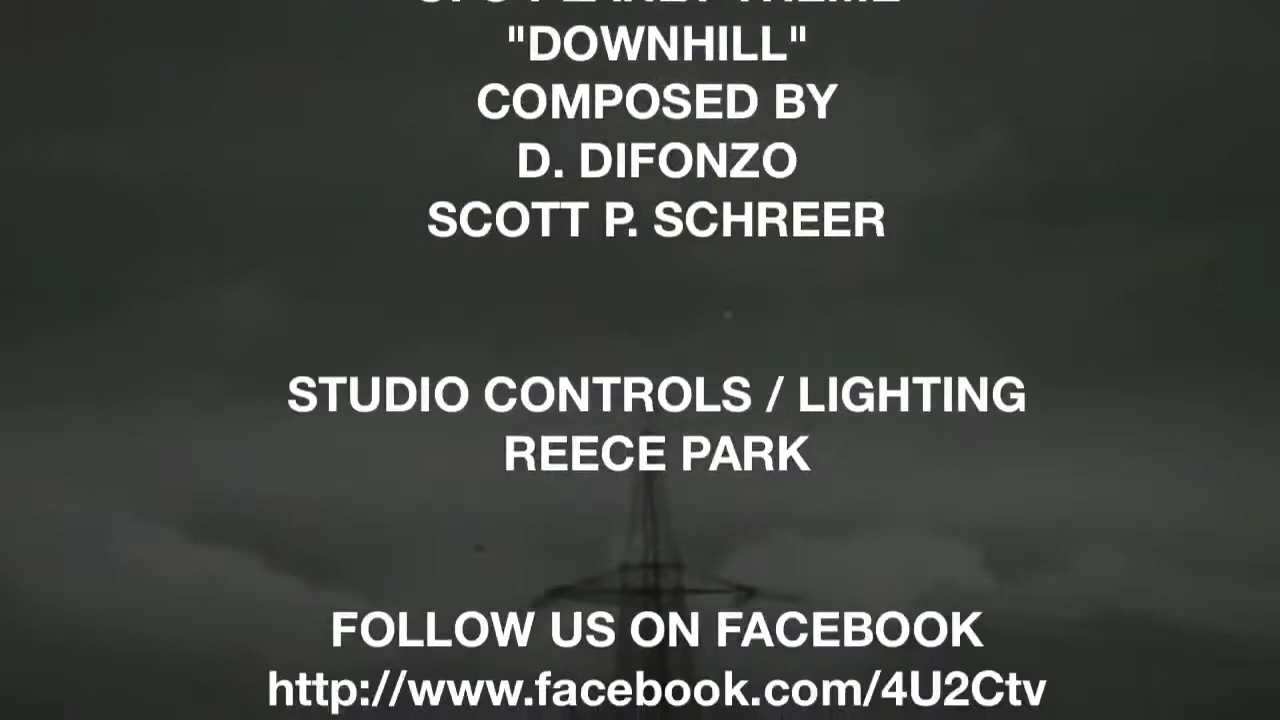 "DOWNHILL"
COMPOSED BY
D. DIFONZO
SCOTT P. SCHREER
STUDIO CONTROLS / LIGHTING
REECE PARK
FOLLOW US ON FACEBOOK
http://www.facebook.com/4U2Ctv